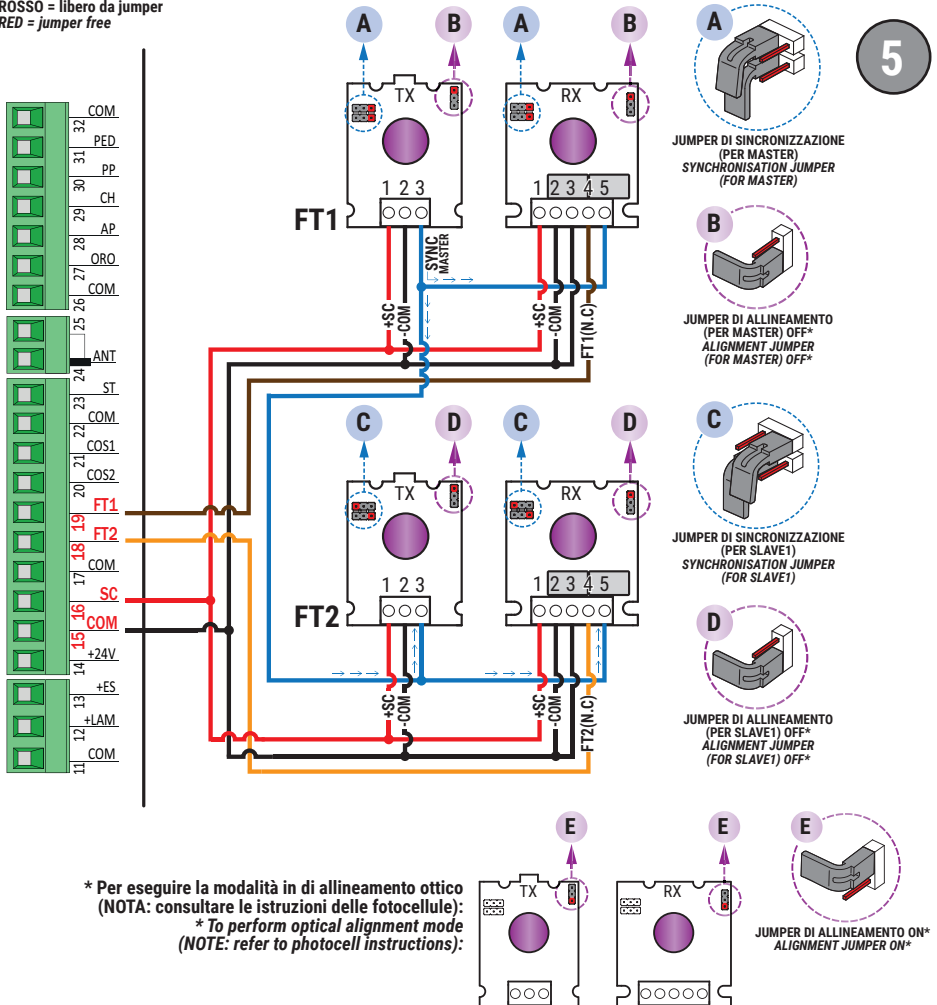 ROSSO = libero da jumper
RED = jumper free
A
B
A
B
A
5
TX
RX
JUMPER DI SINCRONIZZAZIONE
(PER MASTER)
SYNCHRONISATION JUMPER
(FOR MASTER)
1 2 3
1 2 3 4 5
FT1
SYNC
MASTER
+SC
-COM
+SC
-COM
FT1(N.C)
B
JUMPER DI ALLINEAMENTO
(PER MASTER) OFF*
ALIGNMENT JUMPER
(FOR MASTER) OFF*
COM
32
PED
31
PP
30
CH
29
AP
28
ORO
27
COM
26
25
ANT
24
ST
23
COM
22
COS1
21
COS2
20
FT1
19
FT2
18
COM
17
SC
16
COM
15
+24V
14
+ES
13
+LAM
12
COM
11
C
D
C
D
C
TX
RX
JUMPER DI SINCRONIZZAZIONE
(PER SLAVE1)
SYNCHRONISATION JUMPER
(FOR SLAVE1)
1 2 3
1 2 3 4 5
FT2
+SC
-COM
+SC
-COM
FT2(N.C)
D
JUMPER DI ALLINEAMENTO
(PER SLAVE1) OFF*
ALIGNMENT JUMPER
(FOR SLAVE1) OFF*
E
E
E
TX
RX
* Per eseguire la modalità in di allineamento ottico
(NOTA: consultare le istruzioni delle fotocellule):
* To perform optical alignment mode
(NOTE: refer to photocell instructions):
JUMPER DI ALLINEAMENTO ON*
ALIGNMENT JUMPER ON*